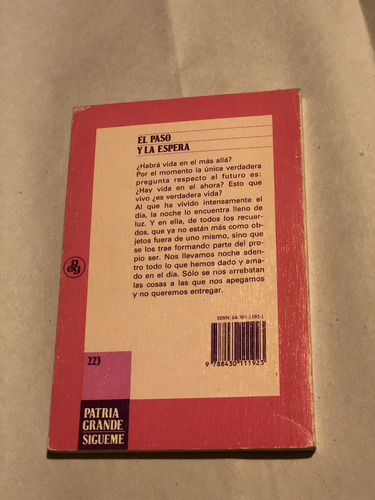 EL PASO
Y LA ESPERA
¿Habrá vida en el más allá?
Por el momento la única verdadera
pregunta respecto al futuro es:
¿Hay vida en el ahora? Esto que
vivo ¿es verdadera vida?
Al que ha vivido intensamente el
día, la noche lo encuentra lleno de
luz. Y en ella, de todos los recuer-
dos, que ya no están más como ob-
jetos fuera de uno mismo, sino que
se los trae formando parte del pro-
pio ser. Nos llevamos noche aden-
tro todo lo que hemos dado y ama-
do en el día. Sólo se nos arrebatan
las cosas a las que nos apegamos
y no queremos entregar.
ISBN: 84-301-1192-1
9 788430 111923
223
PATRIA
GRANDE
SIGUEME